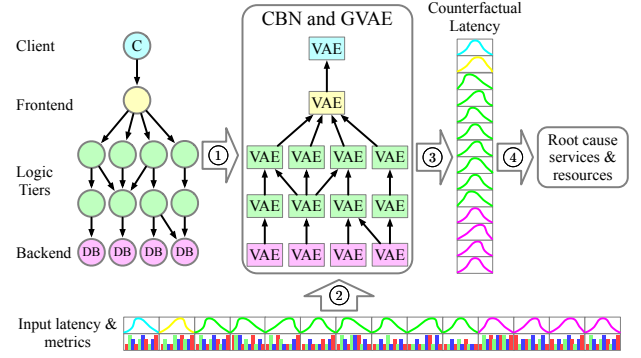 CBN and GVAE
Counterfactual
Latency
Client
C
VAE
Frontend
VAE
Logic
Tiers
VAE VAE VAE VAE
VAE VAE VAE VAE
Backend
DB DB DB DB
VAE VAE VAE VAE
1
3
4
Root cause
services &
resources
2
Input latency &
metrics